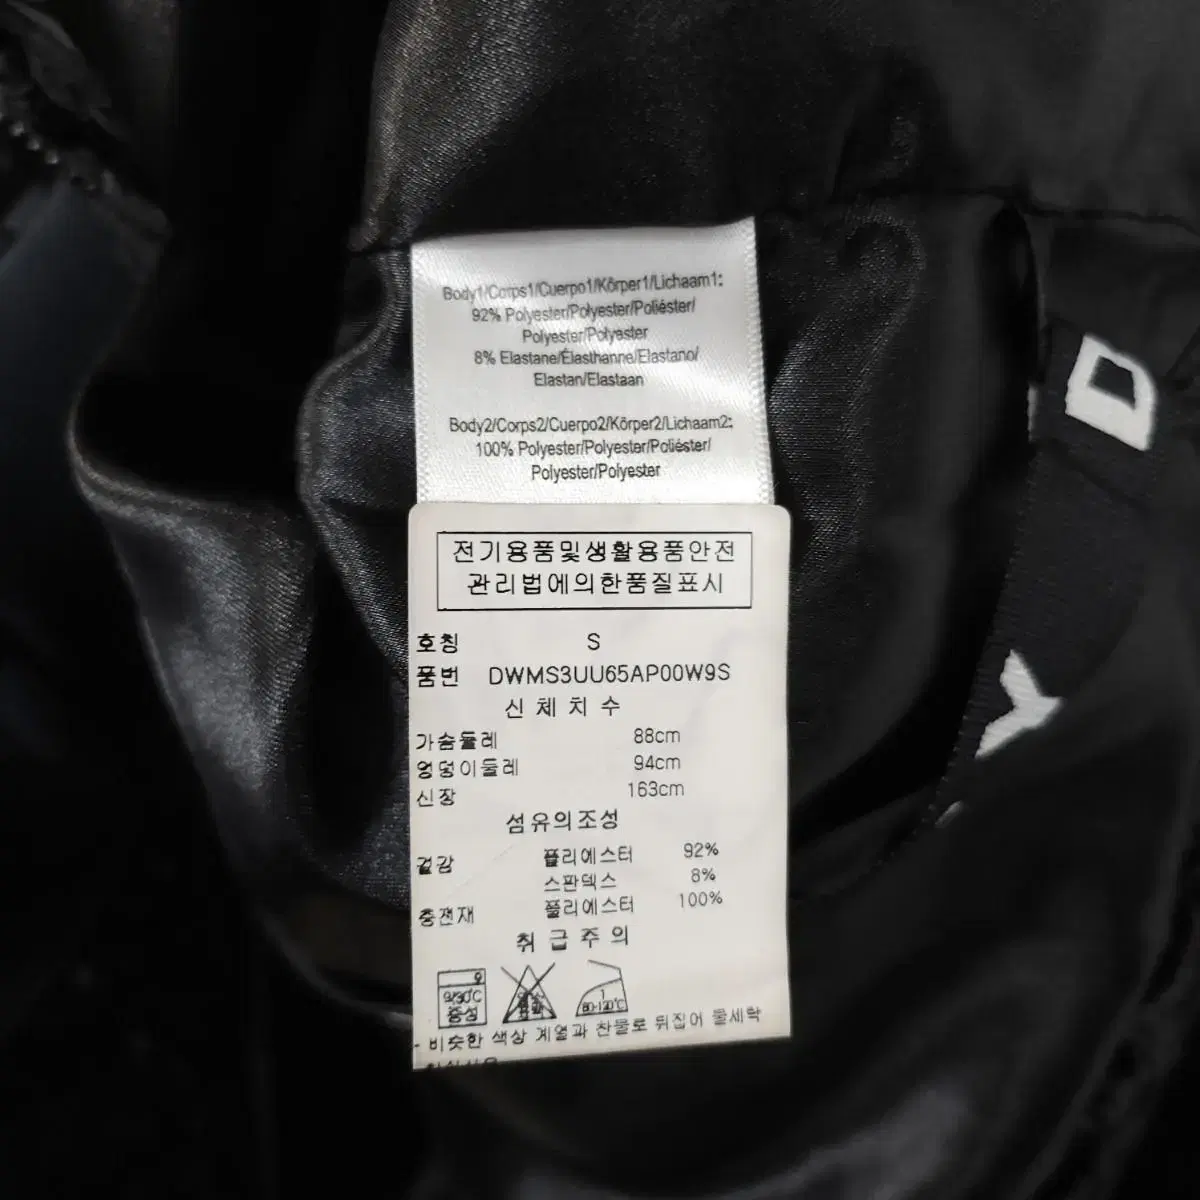 Body1/Corps1/Cuerpo1/Körper1/Lichaam1:
92% Polyester/Polyester/Poliéster/
Polyester/Polyester
8% Elastane/Élasthanne/Elastano/
Elastan/Elastaan
Body2/Corps2/Cuerpo2/Körper2/Lichaam2:
100% Polyester/Polyester/Poliéster/
Polyester/Polyester
전기용품및생활용품안전
관리법에의한품질표시
호칭 S
품번 DWMS3UU65AP00W9S
신체치수
가슴둘레 88cm
엉덩이둘레 94cm
신장 163cm
섬유의조성
겉감 폴리에스터 92%
스판덱스 8%
충전재 폴리에스터 100%
취급주의
중성
80-120℃
- 비슷한 색상 계열과 찬물로 뒤집어 물세탁
D
Y